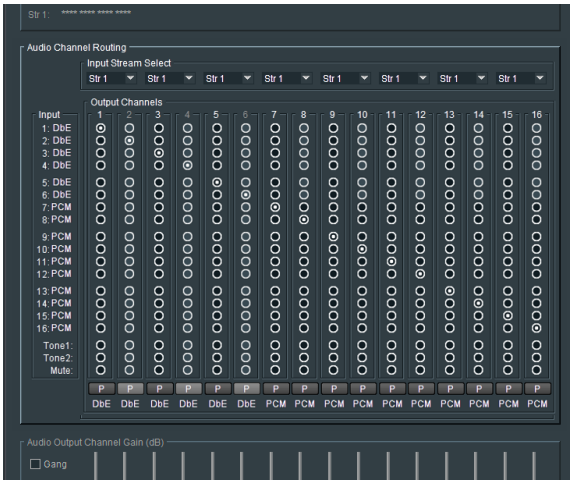 Str 1: **** **** **** ****
Audio Channel Routing
Input Stream Select
Str 1 Str 1 Str 1 Str 1 Str 1 Str 1 Str 1 Str 1
Output Channels
Input 1 2 3 4 5 6 7 8 9 10 11 12 13 14 15 16
1: DbE
2: DbE
3: DbE
4: DbE
5: DbE
6: DbE
7: PCM
8: PCM
9: PCM
10: PCM
11: PCM
12: PCM
13: PCM
14: PCM
15: PCM
16: PCM
Tone1:
Tone2:
Mute:
P P P P P P P P P P P P P P P P
DbE DbE DbE DbE DbE DbE PCM PCM PCM PCM PCM PCM PCM PCM PCM PCM
Audio Output Channel Gain (dB)
Gang